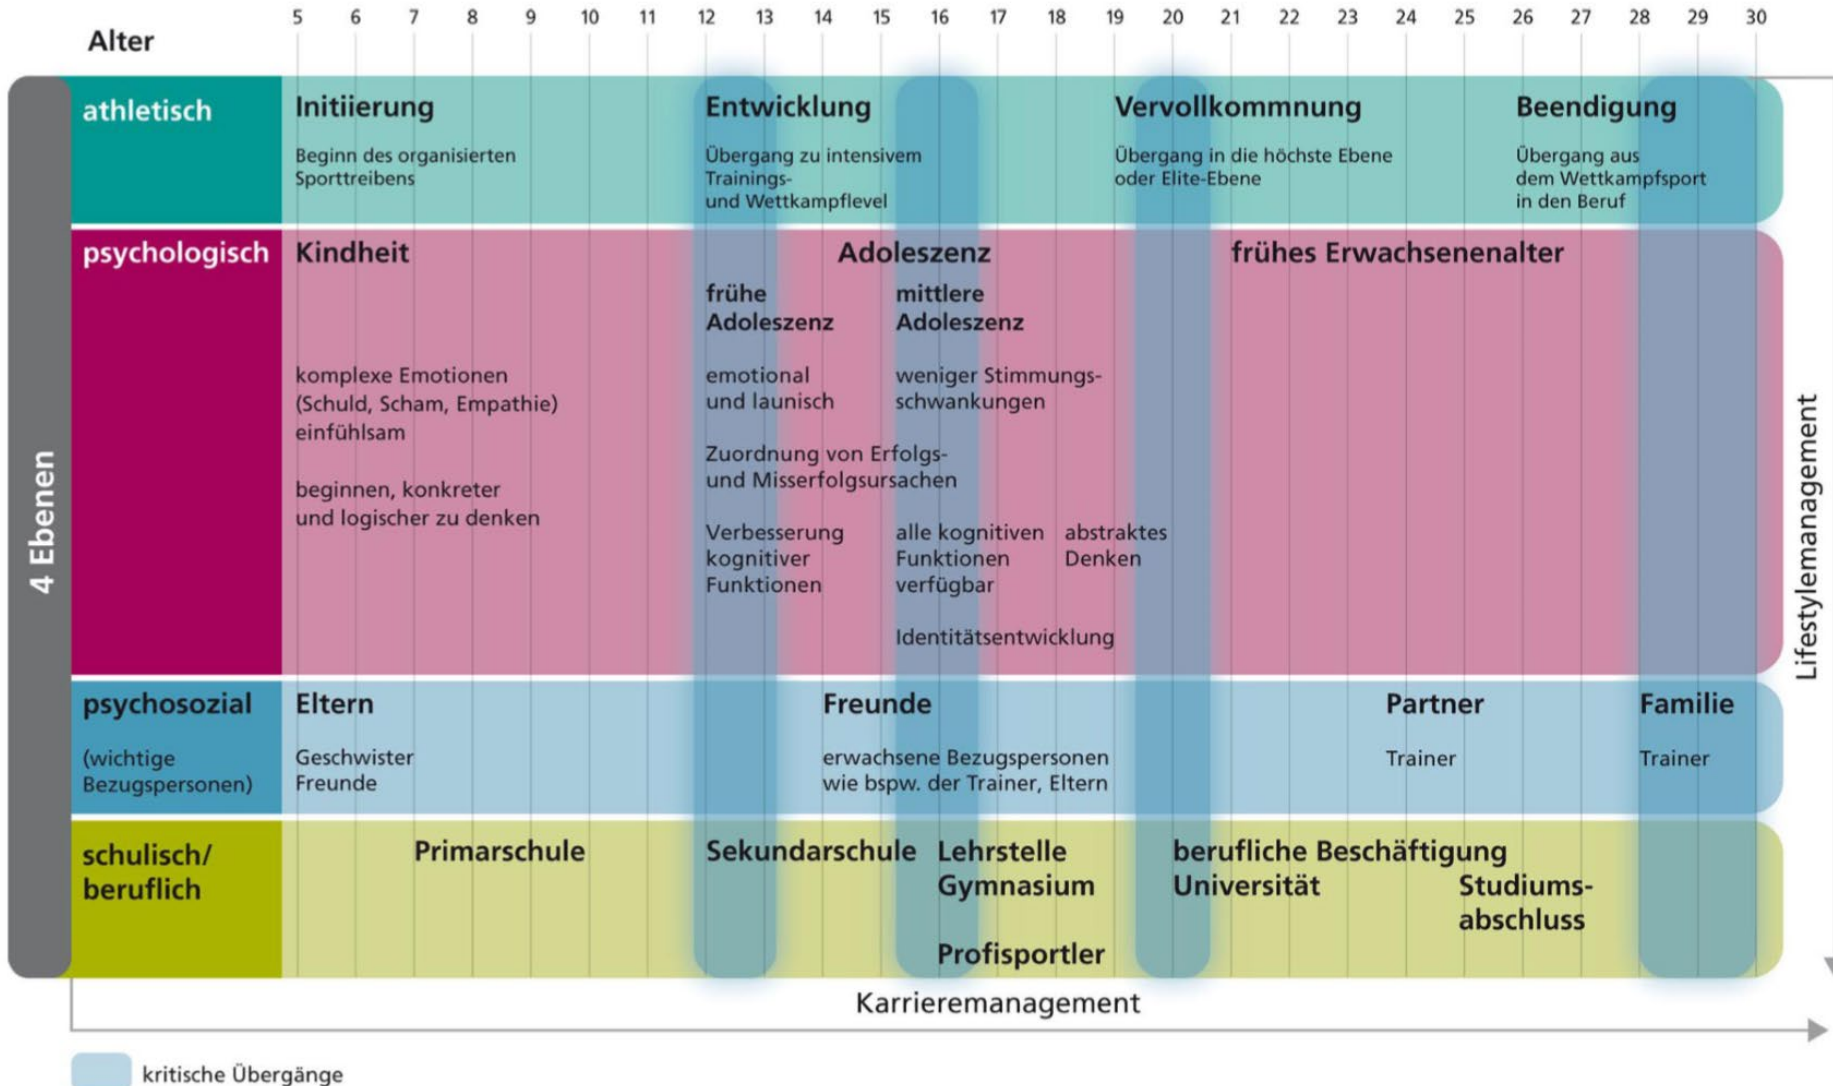 5 6 7 8 9 10 11 12 13 14 15 16 17 18 19 20 21 22 23 24 25 26 27 28 29 30
Alter
4 Ebenen
athletisch
Initiierung
Beginn des organisierten
Sporttreibens
Entwicklung
Übergang zu intensivem
Trainings-
und Wettkampflevel
Vervollkommnung
Übergang in die höchste Ebene
oder Elite-Ebene
Beendigung
Übergang aus
dem Wettkampfsport
in den Beruf
psychologisch
Kindheit
komplexe Emotionen
(Schuld, Scham, Empathie)
einfühlsam
beginnen, konkreter
und logischer zu denken
Adoleszenz
frühe
Adoleszenz
emotional
und launisch
Zuordnung von Erfolgs-
und Misserfolgsursachen
Verbesserung
kognitiver
Funktionen
mittlere
Adoleszenz
weniger Stimmungs-
schwankungen
alle kognitiven
Funktionen
verfügbar
abstraktes
Denken
Identitätsentwicklung
frühes Erwachsenenalter
psychosozial
(wichtige
Bezugspersonen)
Eltern
Geschwister
Freunde
Freunde
erwachsene Bezugspersonen
wie bspw. der Trainer, Eltern
Partner
Trainer
Familie
Trainer
schulisch/
beruflich
Primarschule
Sekundarschule
Lehrstelle
Gymnasium
Profisportler
berufliche Beschäftigung
Universität
Studiums-
abschluss
Lifestylemanagement
Karrieremanagement
kritische Übergänge